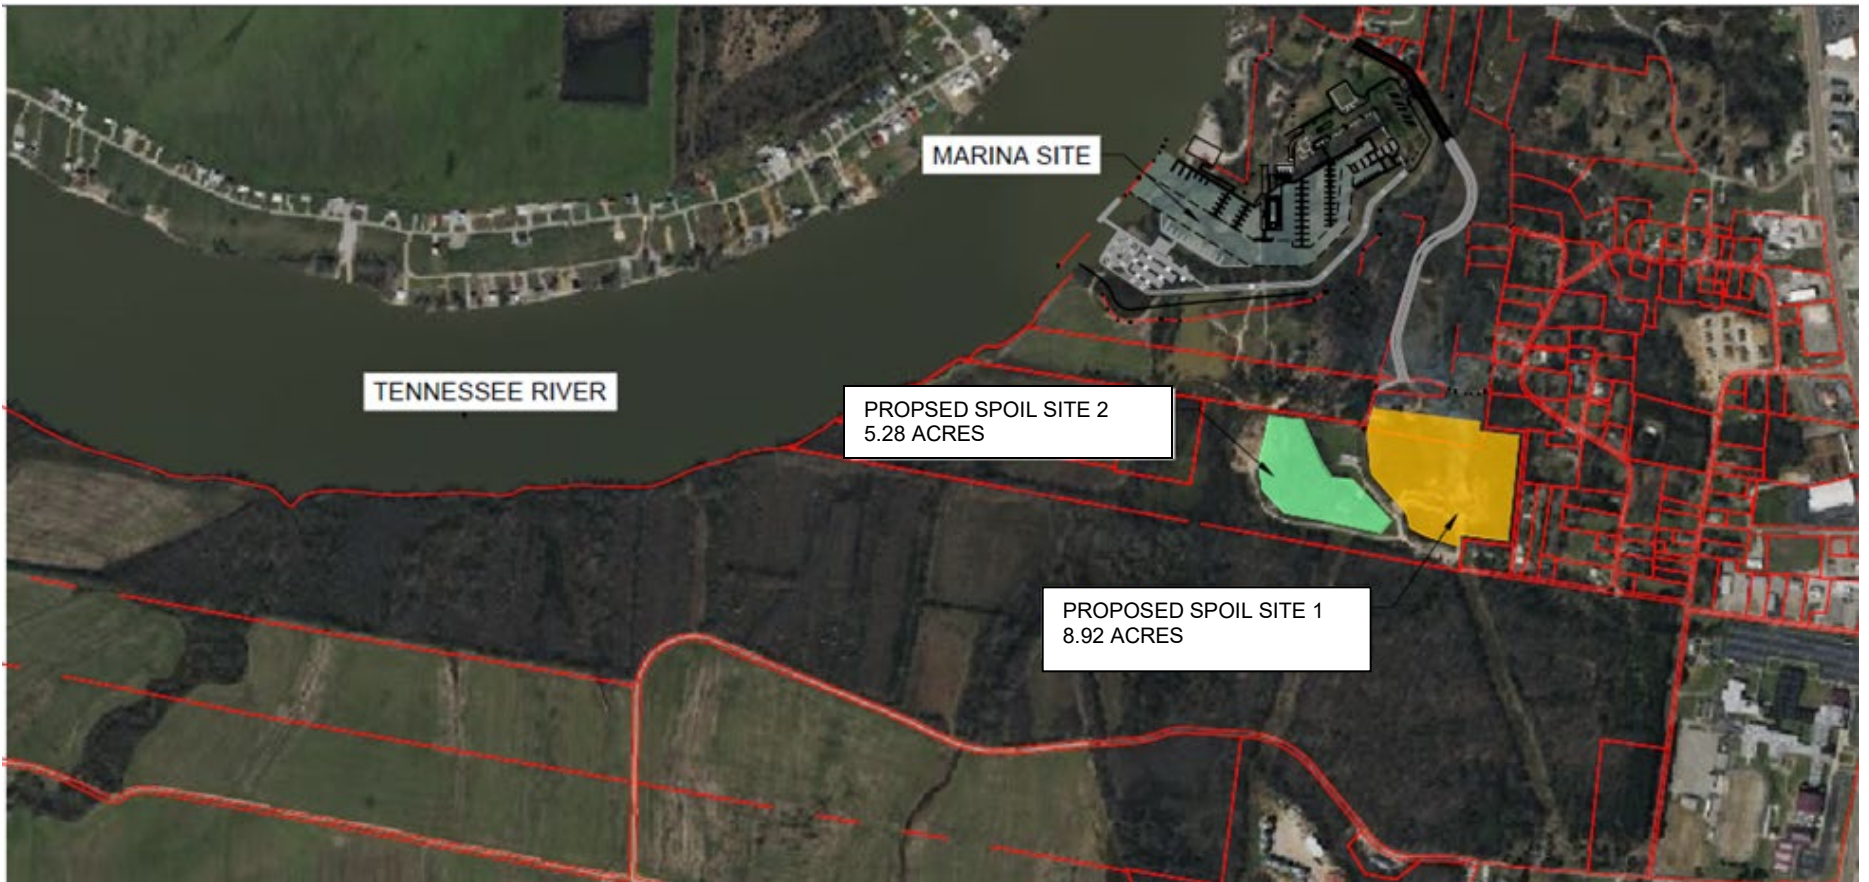 MARINA SITE
TENNESSEE RIVER
PROPSED SPOIL SITE 2
5.28 ACRES
PROPOSED SPOIL SITE 1
8.92 ACRES